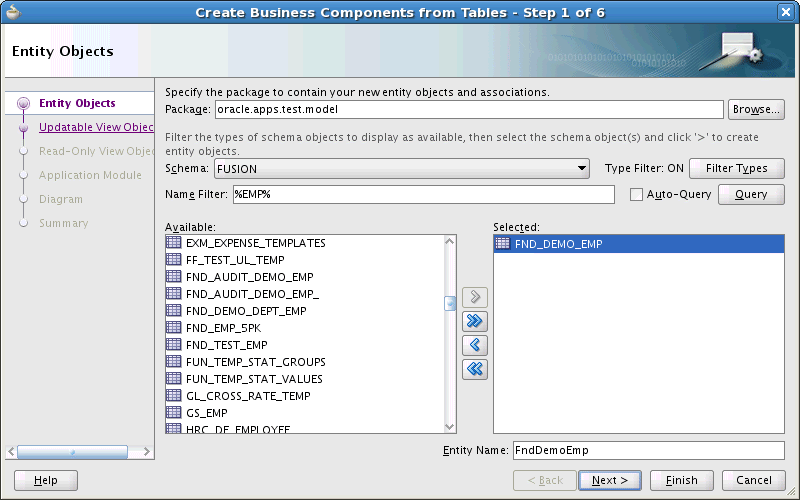 Create Business Components from Tables - Step 1 of 6
Entity Objects
Entity Objects
Updatable View Objec
Read-Only View Objec
Application Module
Diagram
Summary
Specify the package to contain your new entity objects and associations.
Package: oracle.apps.test.model Browse...
Filter the types of schema objects to display as available, then select the schema object(s) and click '>' to create
entity objects.
Schema: FUSION Type Filter: ON Filter Types
Name Filter: %EMP% Auto-Query Query
Available:
EXM_EXPENSE_TEMPLATES
FF_TEST_UL_TEMP
FND_AUDIT_DEMO_EMP
FND_AUDIT_DEMO_EMP_
FND_DEMO_DEPT_EMP
FND_EMP_5PK
FND_TEST_EMP
FUN_TEMP_STAT_GROUPS
FUN_TEMP_STAT_VALUES
GL_CROSS_RATE_TEMP
GS_EMP
HRC_DF_EMPLOYEE
Selected:
FND_DEMO_EMP
Entity Name: FndDemoEmp
Help
< Back
Next >
Finish
Cancel